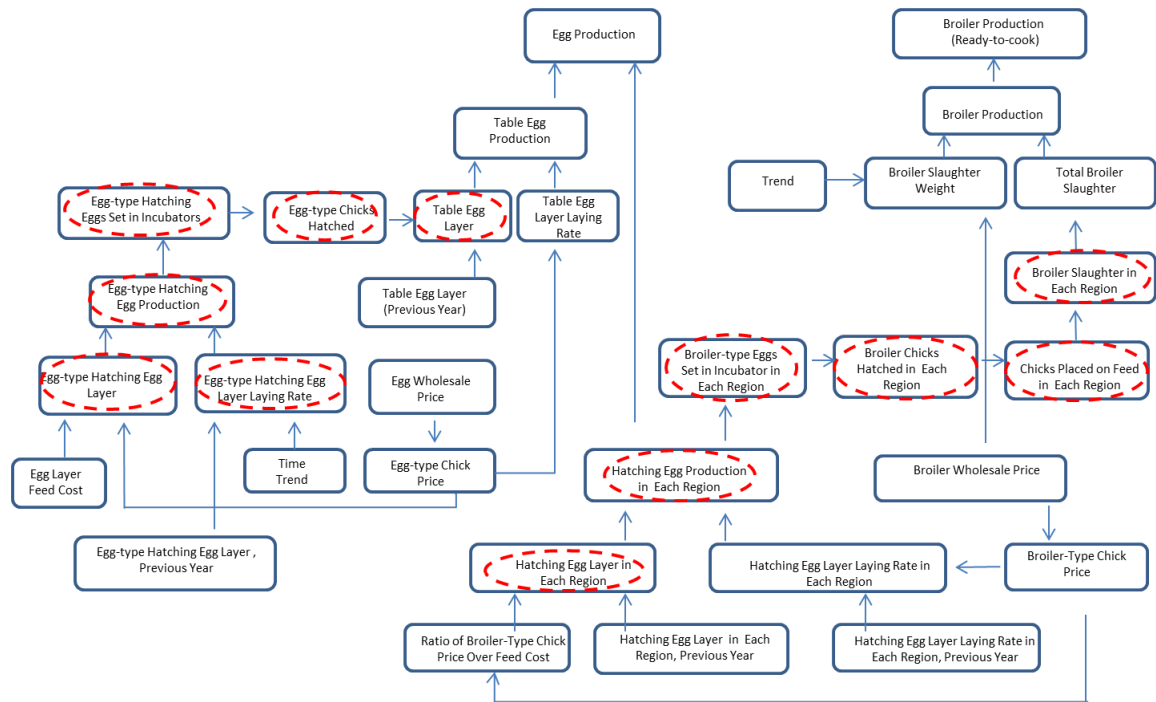 Egg Production
Broiler Production
(Ready-to-cook)
Table Egg
Production
Broiler Production
Egg-type Hatching
Eggs Set in Incubators
Egg-type Chicks
Hatched
Table Egg
Layer
Table Egg
Layer Laying
Rate
Trend
Broiler Slaughter
Weight
Total Broiler
Slaughter
Egg-type Hatching
Egg Production
Table Egg Layer
(Previous Year)
Broiler Slaughter in
Each Region
Egg-type Hatching Egg
Layer
Egg-type Hatching Egg
Layer Laying Rate
Egg Wholesale
Price
Broiler-type Eggs
Set in Incubator in
Each Region
Broiler Chicks
Hatched in Each
Region
Chicks Placed on Feed
in Each Region
Egg Layer
Feed Cost
Time
Trend
Egg-type Chick
Price
Hatching Egg Production
in Each Region
Broiler Wholesale Price
Egg-type Hatching Egg Layer ,
Previous Year
Hatching Egg Layer in
Each Region
Hatching Egg Layer Laying Rate in
Each Region
Broiler-Type Chick
Price
Ratio of Broiler-Type Chick
Price Over Feed Cost
Hatching Egg Layer in Each
Region, Previous Year
Hatching Egg Layer Laying Rate in
Each Region, Previous Year